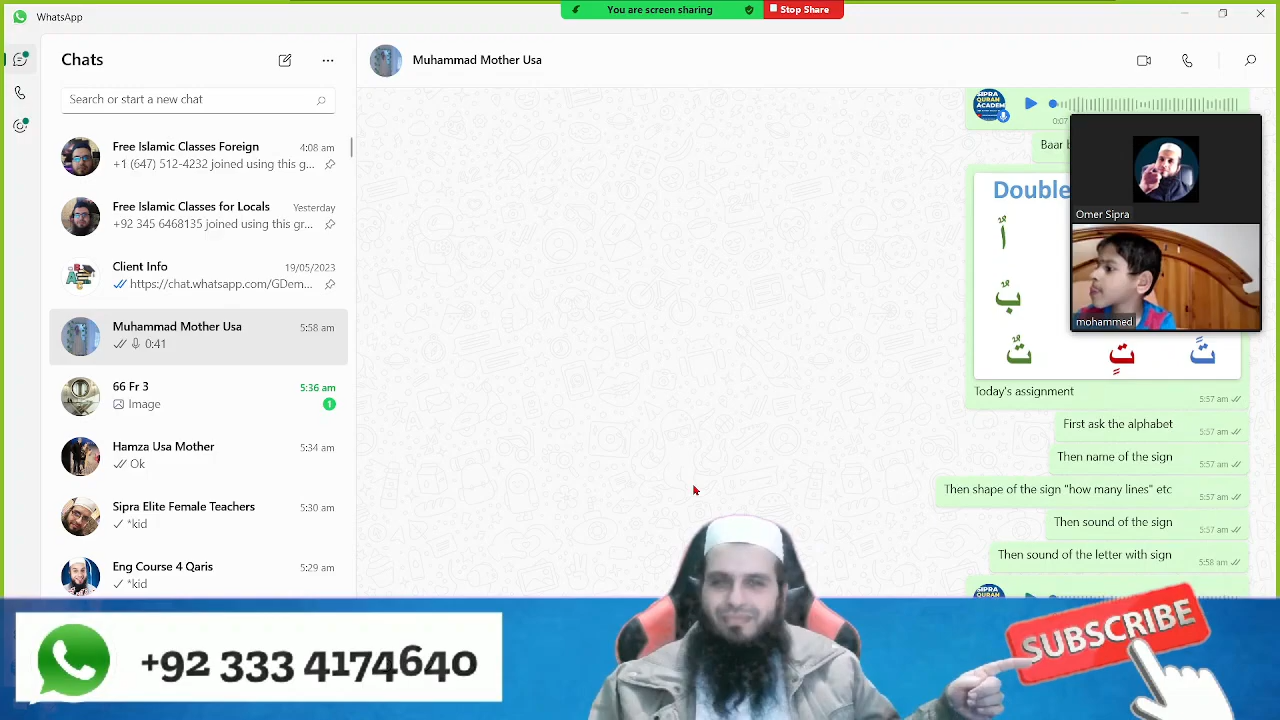 WhatsApp
You are screen sharing
Stop Share
Chats
Search or start a new chat
Free Islamic Classes Foreign
4:08 am
+1 (647) 512-4232 joined using this g...
Free Islamic Classes for Locals
Yesterday
+92 345 6468135 joined using this gr...
Client Info
19/05/2023
https://chat.whatsapp.com/GDem...
Muhammad Mother Usa
5:58 am
0:41
66 Fr 3
5:36 am
Image
1
Hamza Usa Mother
5:34 am
Ok
Sipra Elite Female Teachers
5:30 am
*kid
Eng Course 4 Qaris
5:29 am
*kid
Muhammad Mother Usa
SIPRA
QURAN
ACADEM
0:07
Baar
Double
أٌ
بٌ
تٌ تٍ تً
Omer Sipra
mohammed
Today's assignment
5:57 am
First ask the alphabet
5:57 am
Then name of the sign
5:57 am
Then shape of the sign "how many lines" etc
5:57 am
Then sound of the sign
5:57 am
Then sound of the letter with sign
5:58 am
+92 333 4174640
SUBSCRIBE